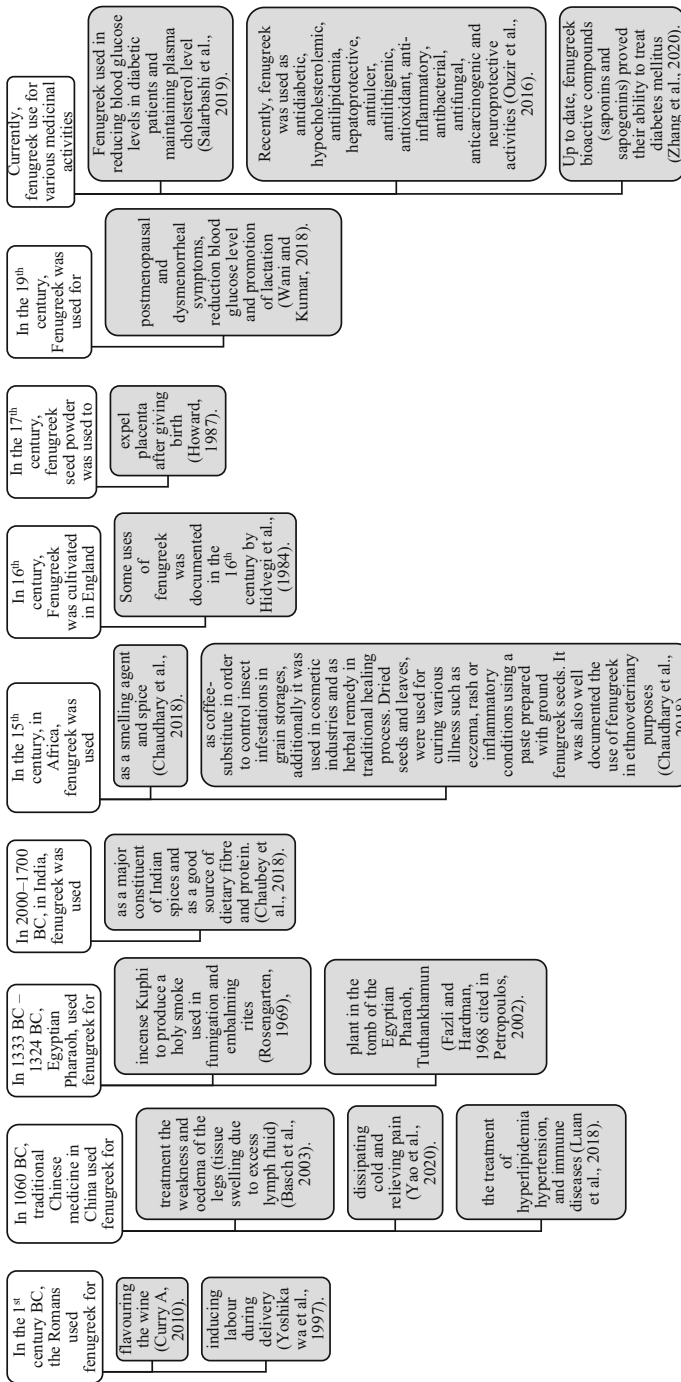 In the 1st
century BC,
the Romans
used
fenugreek for
flavouring
the wine
(Curry A,
2010).
inducing
labour
during
delivery
(Yoshika
wa et al.,
1997).
In 1060 BC,
traditional
Chinese
medicine in
China used
fenugreek for
treatment the
weakness and
oedema of the
legs (tissue
swelling due
to excess
lymph fluid)
(Basch et al.,
2003).
dissipating
cold and
relieving pain
(Yao et al.,
2020).
the treatment
of
hyperlipidemia
hypertension,
and immune
diseases (Luan
et al., 2018).
In 1333 BC –
1324 BC,
Egyptian
Pharaoh, used
fenugreek for
incense Kuphi
to produce a
holy smoke
used in
fumigation and
embalming
rites
(Rosengarten,
1969),
plant in the
tomb of the
Egyptian
Pharaoh,
Tuthankhamun
(Fazli and
Hardman,
1968 cited in
Petropoulos,
2002).
In 2000–1700
BC, in India,
fenugreek was
used
as a major
constituent
of Indian
spices and
as a good
source of
dietary fibre
and protein.
(Chaubey et
al., 2018).
In the 15th
century, in
Africa,
fenugreek was
used
as a smelling agent
and spice
(Chaudhary et al.,
2018).
as coffee-
substitute in order
to control insect
infestations in
grain storages,
additionally it was
used in cosmetic
industries and as
herbal remedy in
traditional healing
process. Dried
seeds and leaves,
were used for
curing various
illness such as
eczema, rash or
inflammatory
conditions using a
paste prepared
with ground
fenugreek seeds. It
was also well
documented the
use of fenugreek
in ethnoveterinary
purposes
(Chaudhary et al.,
2018).
In 16th
century,
Fenugreek
was cultivated
in England
Some uses
of
fenugreek
was
documented
in the
16th
century by
Hidvegi et al.,
(1984).
In the 17th
century,
fenugreek
seed powder
was used to
expel
placenta
after giving
birth
(Howard,
1987).
In the 19th
century,
Fenugreek was
used for
postmenopausal
and
dysmenorrheal
symptoms,
reduction blood
glucose level
and promotion
of lactation
(Wani and
Kumar, 2018).
Currently,
fenugreek use for
various medicinal
activities
Fenugreek used in
reducing blood glucose
levels in diabetic
patients and
maintaining plasma
cholesterol level
(Salarbashi et al.,
2019).
Recently, fenugreek
was used as
antidiabetic,
hypocholesterolemic,
antilipidemia,
hepatoprotective,
antiulcer,
antilithigenic,
antioxidant, anti-
inflammatory,
antibacterial,
antifungal,
anticarcinogenic and
neuroprotective
activities (Ouzir et al.,
2016).
Up to date, fenugreek
bioactive compounds
(saponins and
sapogenins) proved
their ability to treat
diabetes mellitus
(Zhang et al., 2020).